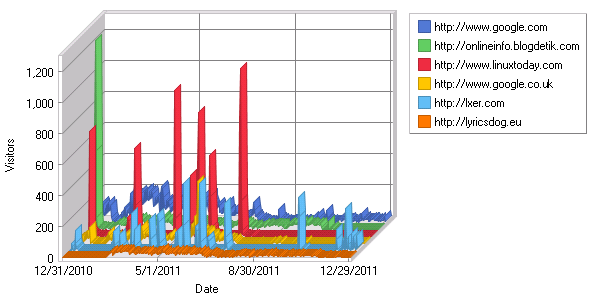 http://www.google.com
http://onlineinfo.blogdetik.com
http://www.linuxtoday.com
http://www.google.co.uk
http://lxer.com
http://lyricsdog.eu
Visitors
1,200
1,000
800
600
400
200
0
12/31/2010 5/1/2011 8/30/2011 12/29/2011
Date